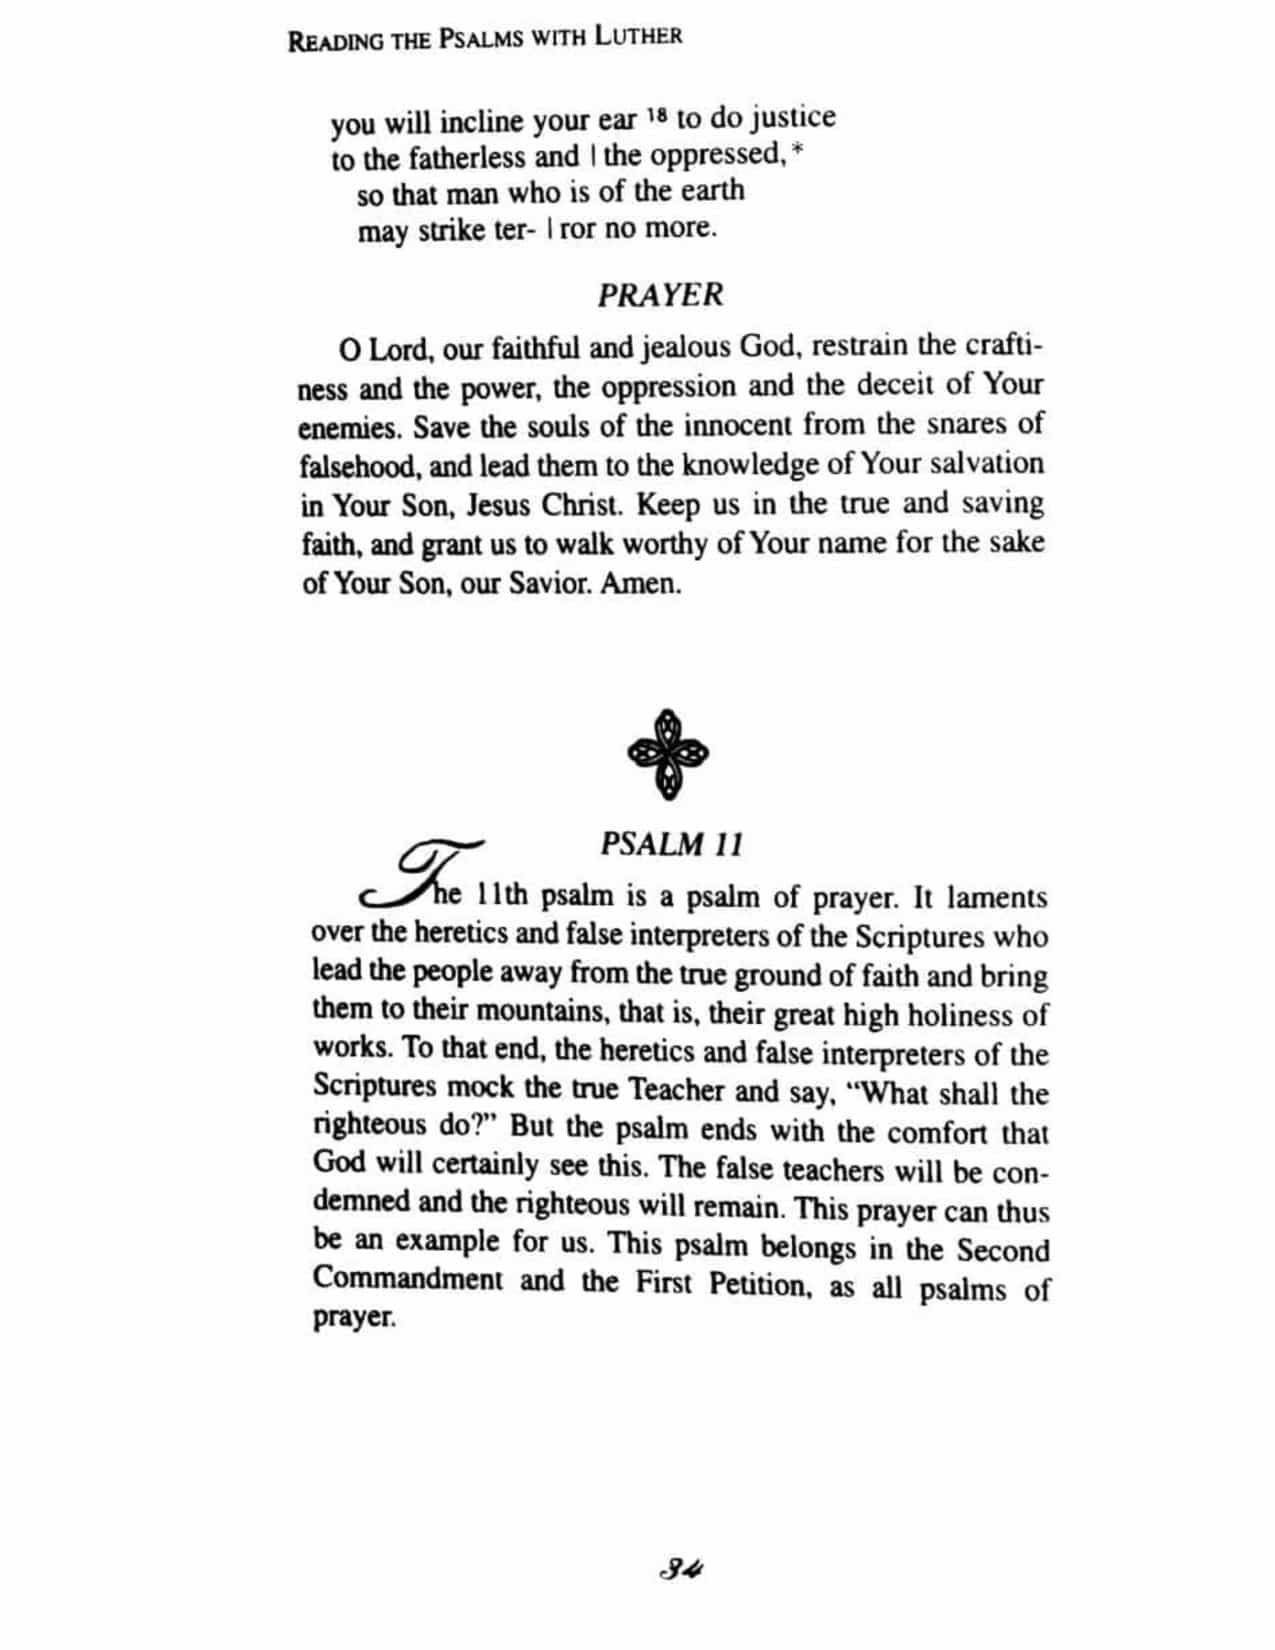 READING THE PSALMS WITH LUTHER
you will incline your ear 18 to do justice
to the fatherless and | the oppressed,*
so that man who is of the earth
may strike ter- | ror no more.
PRAYER
O Lord, our faithful and jealous God, restrain the crafti-
ness and the power, the oppression and the deceit of Your
enemies. Save the souls of the innocent from the snares of
falsehood, and lead them to the knowledge of Your salvation
in Your Son, Jesus Christ. Keep us in the true and saving
faith, and grant us to walk worthy of Your name for the sake
of Your Son, our Savior. Amen.
PSALM 11
The 11th psalm is a psalm of prayer. It laments
over the heretics and false interpreters of the Scriptures who
lead the people away from the true ground of faith and bring
them to their mountains, that is, their great high holiness of
works. To that end, the heretics and false interpreters of the
Scriptures mock the true Teacher and say, “What shall the
righteous do?” But the psalm ends with the comfort that
God will certainly see this. The false teachers will be con-
demned and the righteous will remain. This prayer can thus
be an example for us. This psalm belongs in the Second
Commandment and the First Petition, as all psalms of
prayer.
34